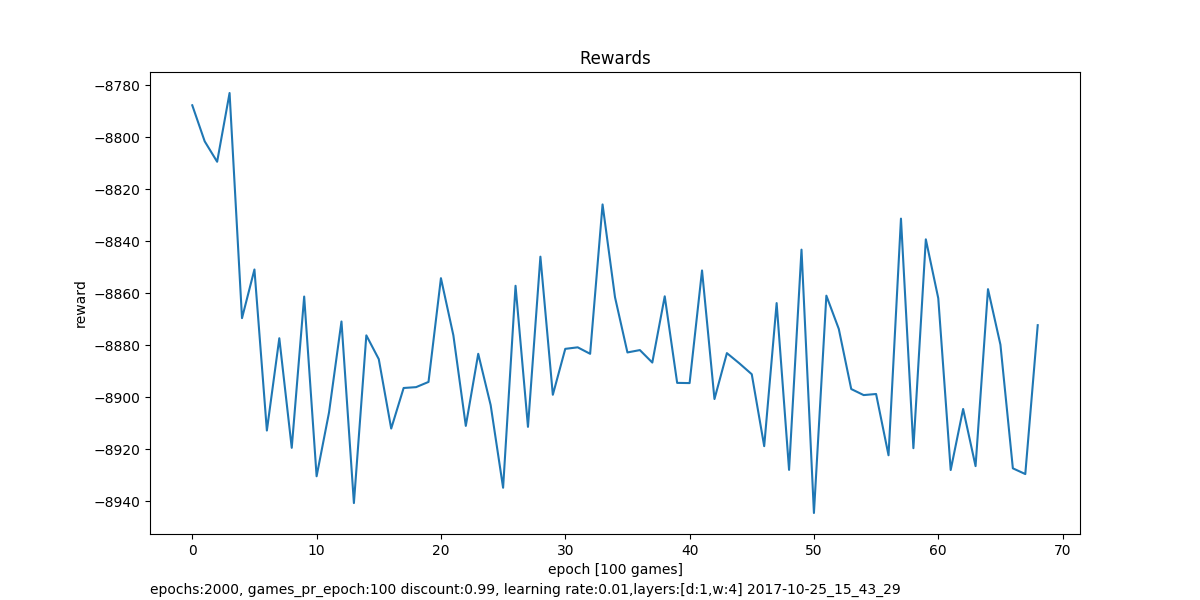 Rewards
−8780
−8800
−8820
−8840
−8860
−8880
−8900
−8920
−8940
reward
0 10 20 30 40 50 60 70
epoch [100 games]
epochs:2000, games_pr_epoch:100 discount:0.99, learning rate:0.01,layers:[d:1,w:4] 2017-10-25_15_43_29